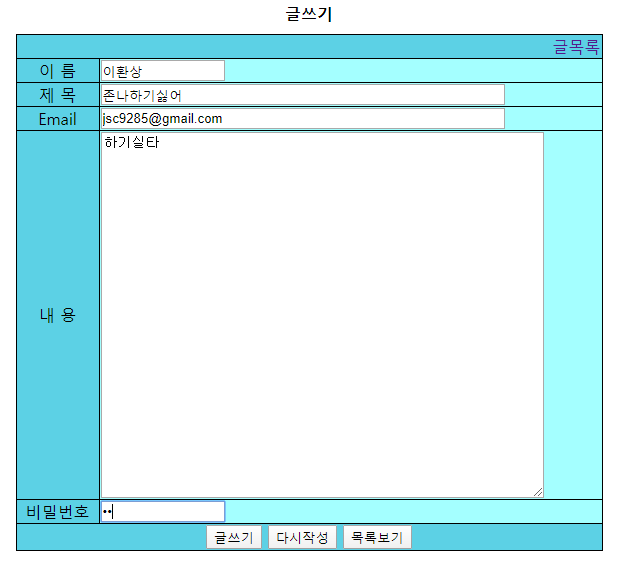 글쓰기
글목록
이 름 이환상
제 목 존나하기싫어
Email jsc9285@gmail.com
내 용 하기실타
비밀번호 ••
글쓰기 다시작성 목록보기